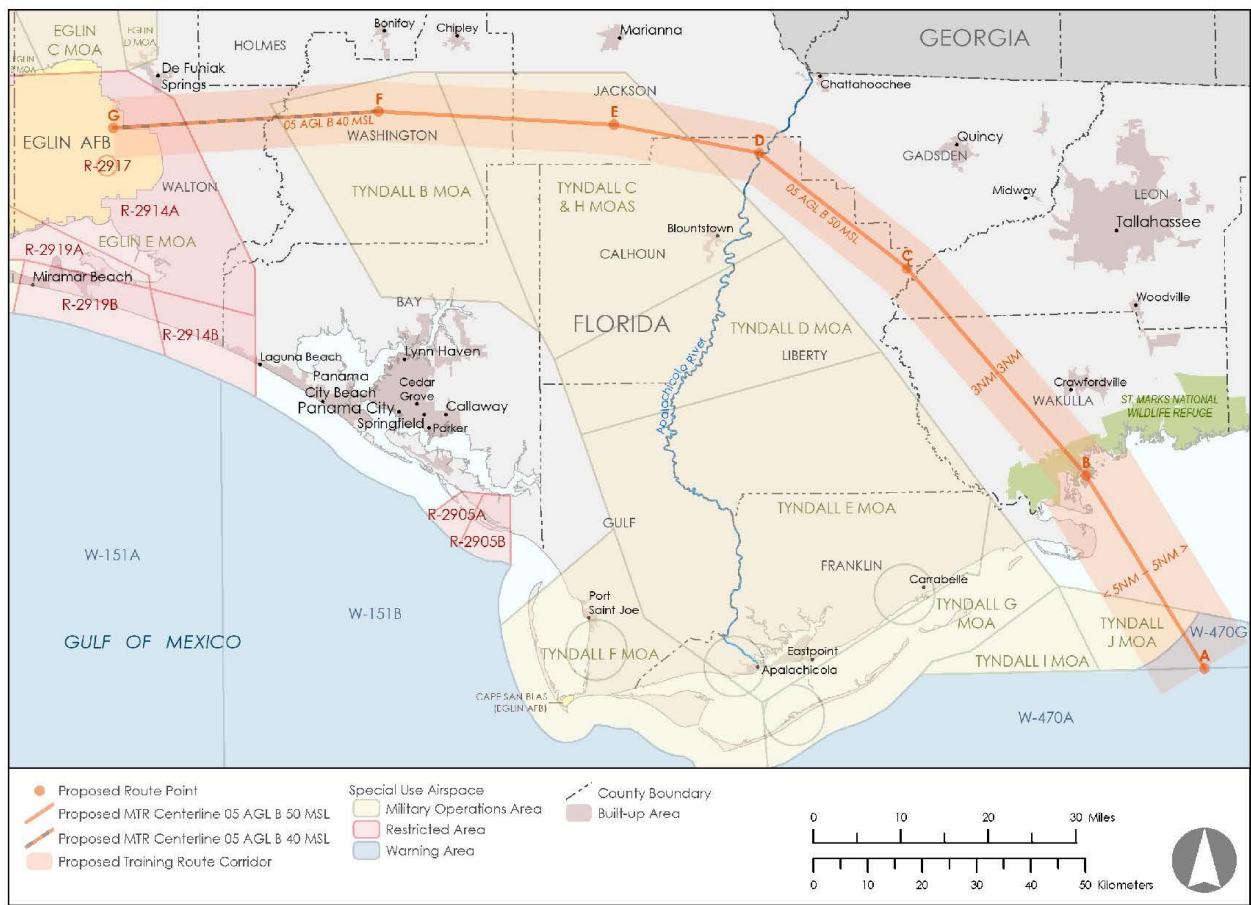 Bonifay
Chipley
Marianna
GEORGIA
EGLIN
C MOA
EGLIN
D MOA
HOLMES
De Funiak
Springs
Chattahoochee
JACKSON
G
F
E
D
05 AGL B 40 MSL
WASHINGTON
EGLIN AFB
R-2917
WALTON
Quincy
GADSDEN
Midway
LEON
Tallahassee
R-2914A
TYNDALL B MOA
TYNDALL C
& H MOAS
05 AGL B 50 MSL
Blountstown
EGLIN E MOA
R-2919A
CALHOUN
C
Miramar Beach
R-2919B
R-2914B
BAY
FLORIDA
TYNDALL D MOA
LIBERTY
Woodville
Laguna Beach
Lynn Haven
Apalachicola River
3NM 3NM
Panama
City Beach
Cedar
Grove
Panama City
Callaway
Springfield
Parker
Crawfordville
WAKULLA
ST. MARKS NATIONAL
WILDLIFE REFUGE
B
R-2905A
R-2905B
GULF
TYNDALL E MOA
W-151A
W-151B
FRANKLIN
Carrabelle
< 5NM - 5NM >
Port
Saint Joe
TYNDALL G
MOA
TYNDALL
J MOA
W-470G
GULF OF MEXICO
TYNDALL F MOA
Eastpoint
Apalachicola
TYNDALL I MOA
A
CAPE SAN BLAS
(EGLIN AFB)
W-470A
Proposed Route Point
Proposed MTR Centerline 05 AGL B 50 MSL
Proposed MTR Centerline 05 AGL B 40 MSL
Proposed Training Route Corridor
Special Use Airspace
Military Operations Area
Restricted Area
Warning Area
County Boundary
Built-up Area
0 10 20 30 Miles
0 10 20 30 40 50 Kilometers